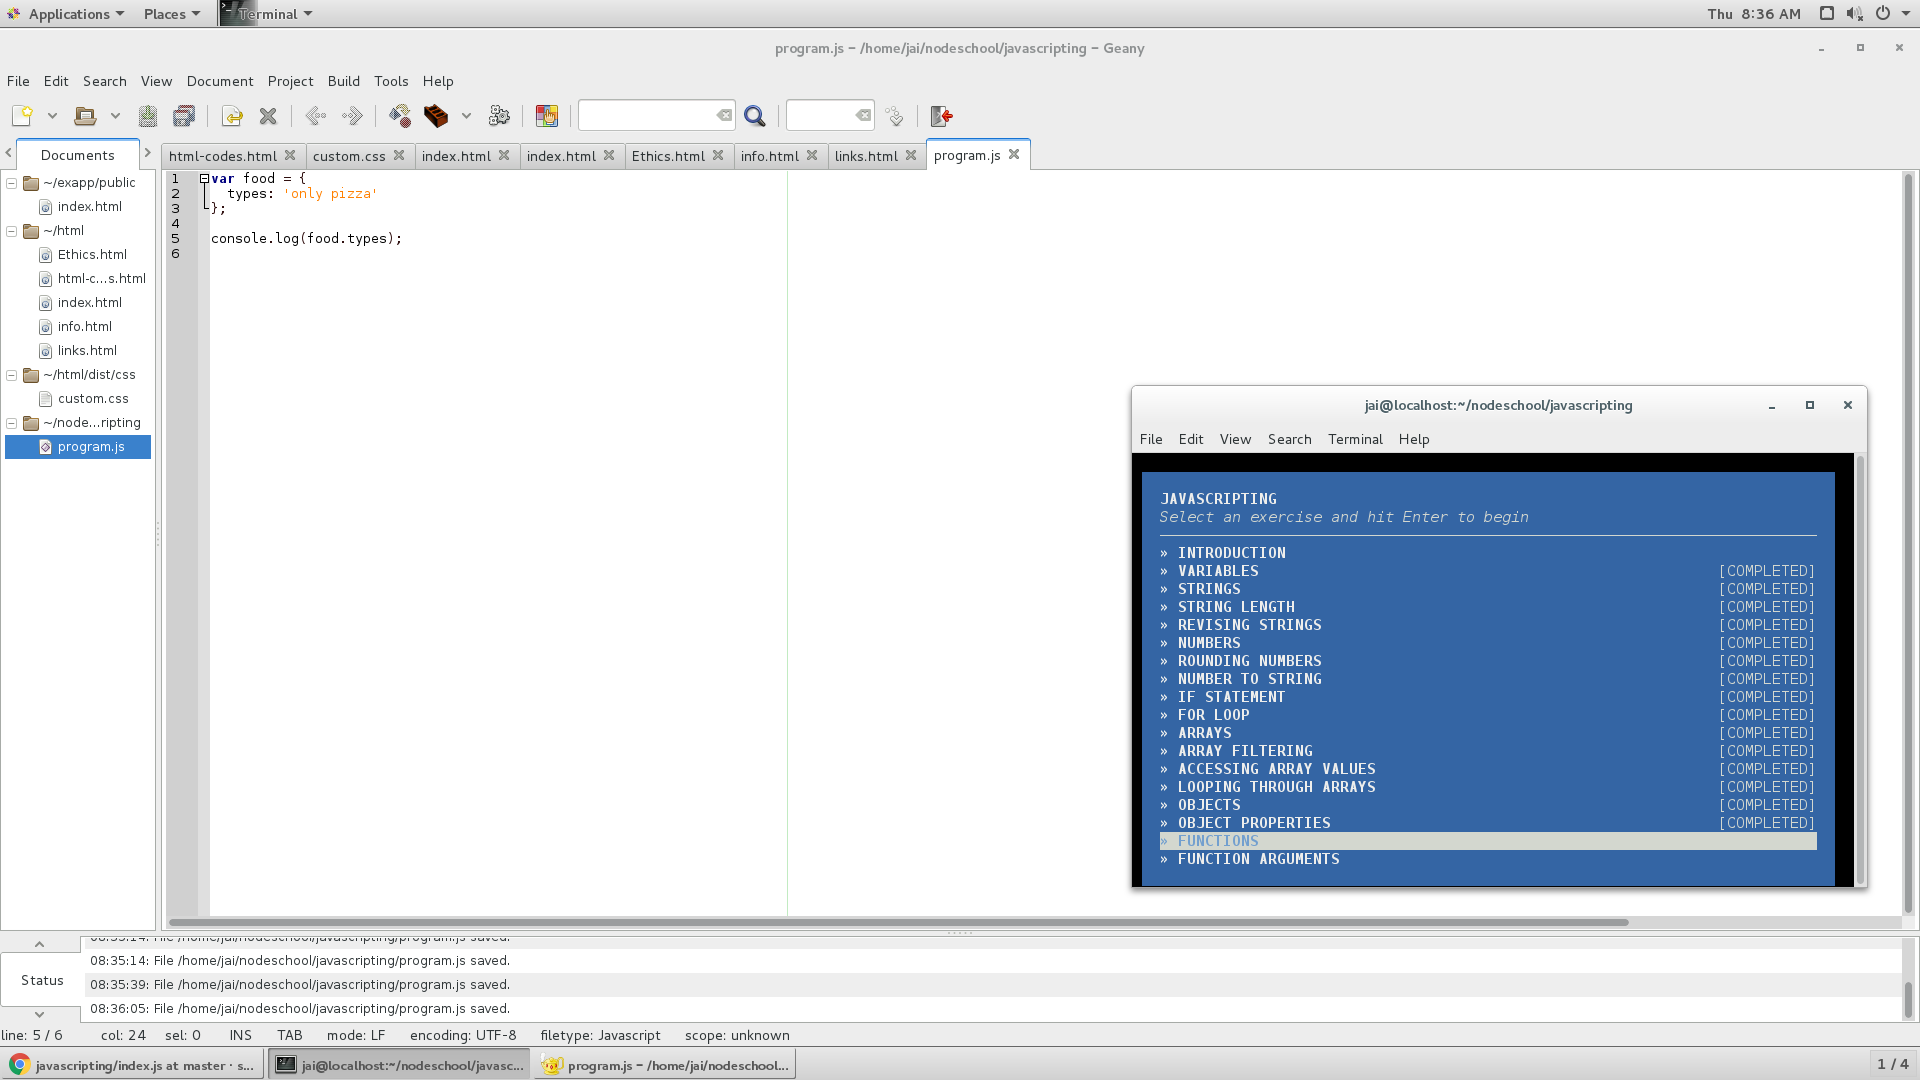 Applications Places Terminal Thu 8:36 AM
program.js – /home/jai/nodeschool/javascripting – Geany
File Edit Search View Document Project Build Tools Help
Documents html-codes.html custom.css index.html index.html Ethics.html info.html links.html program.js
~/exapp/public
index.html
~/html
Ethics.html
html-c...s.html
index.html
info.html
links.html
~/html/dist/css
custom.css
~/node...ripting
program.js
1 var food = {
2 types: 'only pizza'
3 };
4
5 console.log(food.types);
6
jai@localhost:~/nodeschool/javascripting
File Edit View Search Terminal Help
JAVASCRIPTING
Select an exercise and hit Enter to begin
» INTRODUCTION
» VARIABLES [COMPLETED]
» STRINGS [COMPLETED]
» STRING LENGTH [COMPLETED]
» REVISING STRINGS [COMPLETED]
» NUMBERS [COMPLETED]
» ROUNDING NUMBERS [COMPLETED]
» NUMBER TO STRING [COMPLETED]
» IF STATEMENT [COMPLETED]
» FOR LOOP [COMPLETED]
» ARRAYS [COMPLETED]
» ARRAY FILTERING [COMPLETED]
» ACCESSING ARRAY VALUES [COMPLETED]
» LOOPING THROUGH ARRAYS [COMPLETED]
» OBJECTS [COMPLETED]
» OBJECT PROPERTIES [COMPLETED]
» FUNCTIONS
» FUNCTION ARGUMENTS
Status
08:35:14: File /home/jai/nodeschool/javascripting/program.js saved.
08:35:14: File /home/jai/nodeschool/javascripting/program.js saved.
08:35:39: File /home/jai/nodeschool/javascripting/program.js saved.
08:36:05: File /home/jai/nodeschool/javascripting/program.js saved.
line: 5 / 6 col: 24 sel: 0 INS TAB mode: LF encoding: UTF-8 filetype: Javascript scope: unknown
javascripting/index.js at master · s... jai@localhost:~/nodeschool/javasc... program.js – /home/jai/nodeschool... 1 / 4